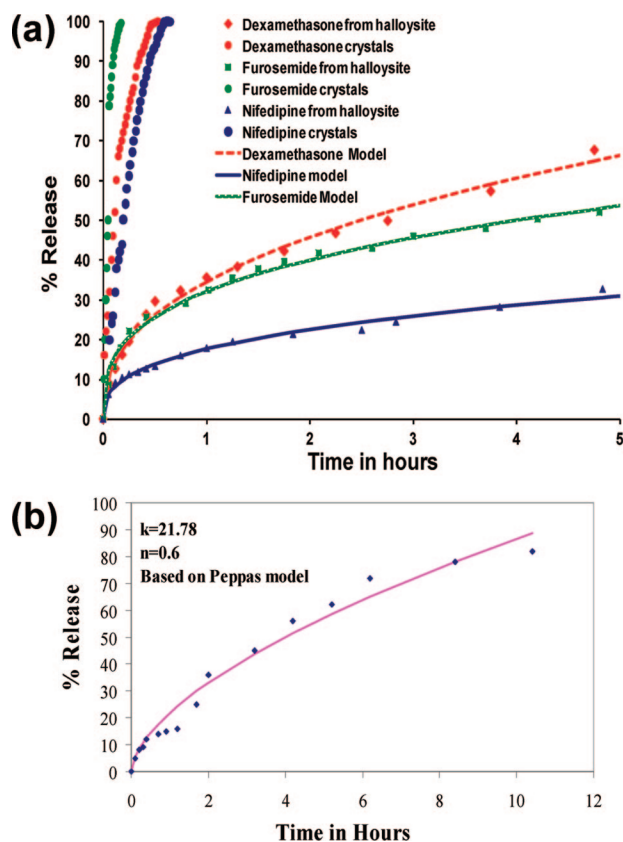 (a)
100
90
80
70
60
50
40
30
20
10
0
% Release
Dexamethasone from halloysite
Dexamethasone crystals
Furosemide from halloysite
Furosemide crystals
Nifedipine from halloysite
Nifedipine crystals
Dexamethasone Model
Nifedipine model
Furosemide Model
0 1 2 3 4 5
Time in hours
(b)
100
90
80
70
60
50
40
30
20
10
0
% Release
k=21.78
n=0.6
Based on Peppas model
0 2 4 6 8 10 12
Time in Hours